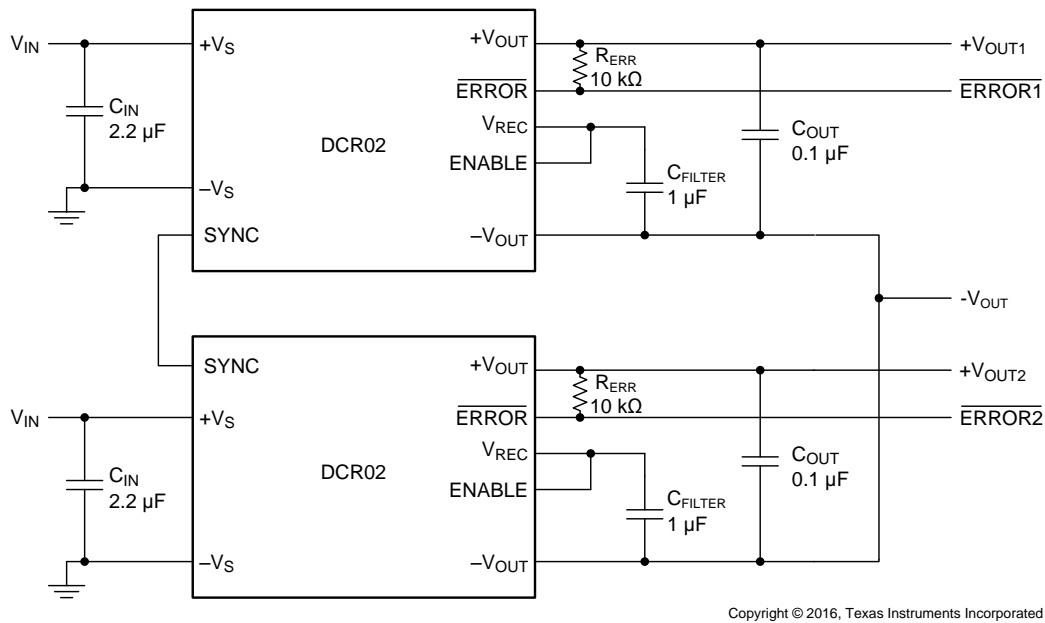 VIN
+VS
+VOUT
+VOUT1
RERR
10 kΩ
ERROR
ERROR1
CIN
2.2 µF
DCR02
VREC
ENABLE
COUT
0.1 µF
CFILTER
1 µF
–VS
SYNC
–VOUT
-VOUT
SYNC
+VOUT
+VOUT2
RERR
10 kΩ
VIN
+VS
ERROR
ERROR2
CIN
2.2 µF
DCR02
VREC
ENABLE
COUT
0.1 µF
CFILTER
1 µF
–VS
–VOUT
Copyright © 2016, Texas Instruments Incorporated